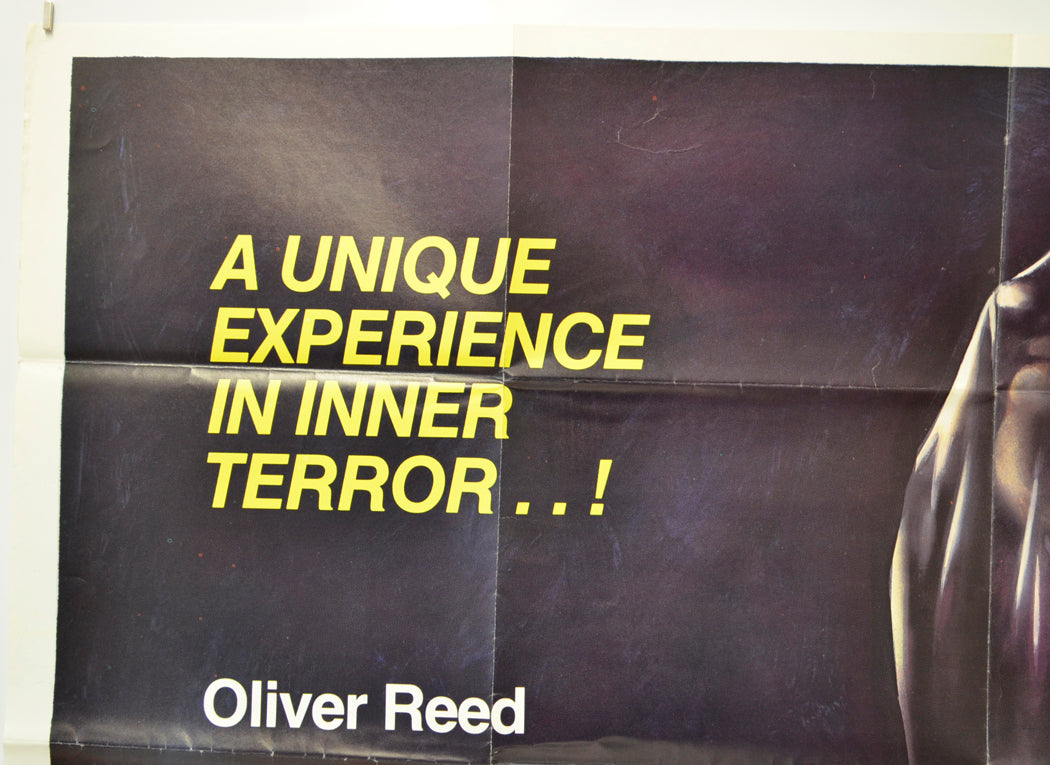 A UNIQUE
EXPERIENCE
IN INNER
TERROR . . !
Oliver Reed